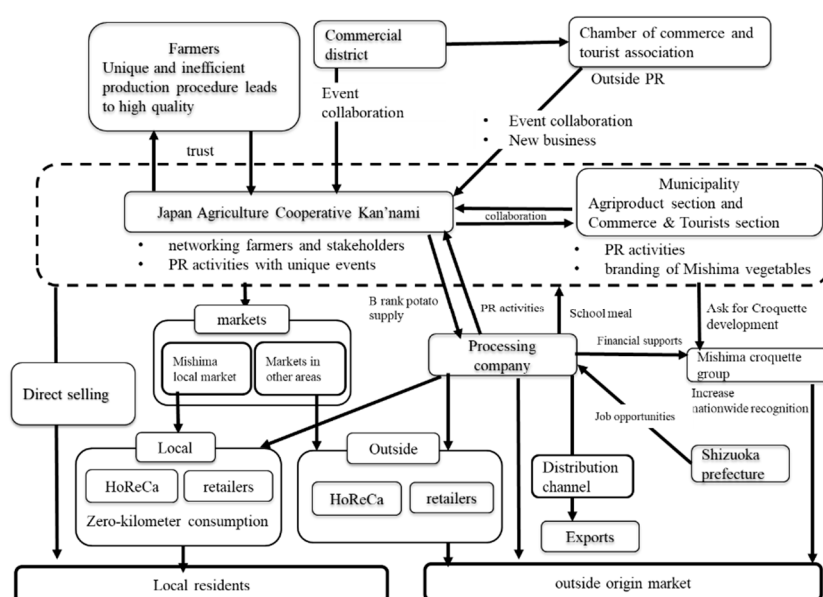 Farmers
Unique and inefficient
production procedure leads
to high quality
Commercial
district
Chamber of commerce and
tourist association
Outside PR
Event
collaboration
• Event collaboration
• New business
trust
Japan Agriculture Cooperative Kan'nami
collaboration
Municipality
Agriproduct section and
Commerce & Tourists section
• networking farmers and stakeholders
• PR activities with unique events
• PR activities
• branding of Mishima vegetables
markets
Mishima
local market
Markets in
other areas
B rank potato
supply
PR activities
School meal
Ask for Croquette
development
Processing
company
Financial supports
Mishima croquette
group
Direct selling
Increase
nationwide recognition
Job opportunities
Local
HoReCa
retailers
Zero-kilometer consumption
Outside
HoReCa
retailers
Distribution
channel
Shizuoka
prefecture
Exports
Local residents
outside origin market